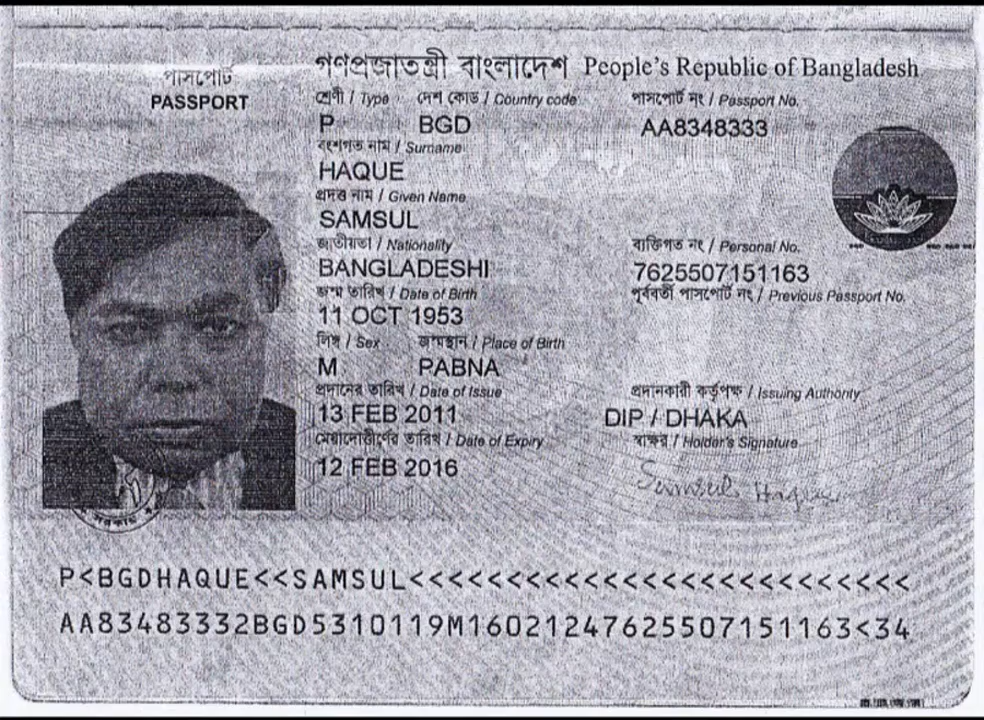 পাসপোর্ট
PASSPORT
গণপ্রজাতন্ত্রী বাংলাদেশ People's Republic of Bangladesh
শ্রেণী / Type দেশ কোড / Country code পাসপোর্ট নং / Passport No.
P BGD AA8348333
বংশগত নাম / Surname
HAQUE
প্রদত্ত নাম / Given Name
SAMSUL
জাতীয়তা / Nationality ব্যক্তিগত নং / Personal No.
BANGLADESHI 7625507151163
জন্ম তারিখ / Date of Birth পূর্ববর্তী পাসপোর্ট নং / Previous Passport No.
11 OCT 1953
লিঙ্গ / Sex জন্মস্থান / Place of Birth
M PABNA
প্রদানের তারিখ / Date of Issue প্রদানকারী কর্তৃপক্ষ / Issuing Authority
13 FEB 2011 DIP / DHAKA
মেয়াদোত্তীর্ণের তারিখ / Date of Expiry স্বাক্ষর / Holder's Signature
12 FEB 2016 Samsul Haque
P<BGDHAQUE<<SAMSUL<<<<<<<<<<<<<<<<<<<<<<<<<<
AA83483332BGD5310119M16021247625507151163<34